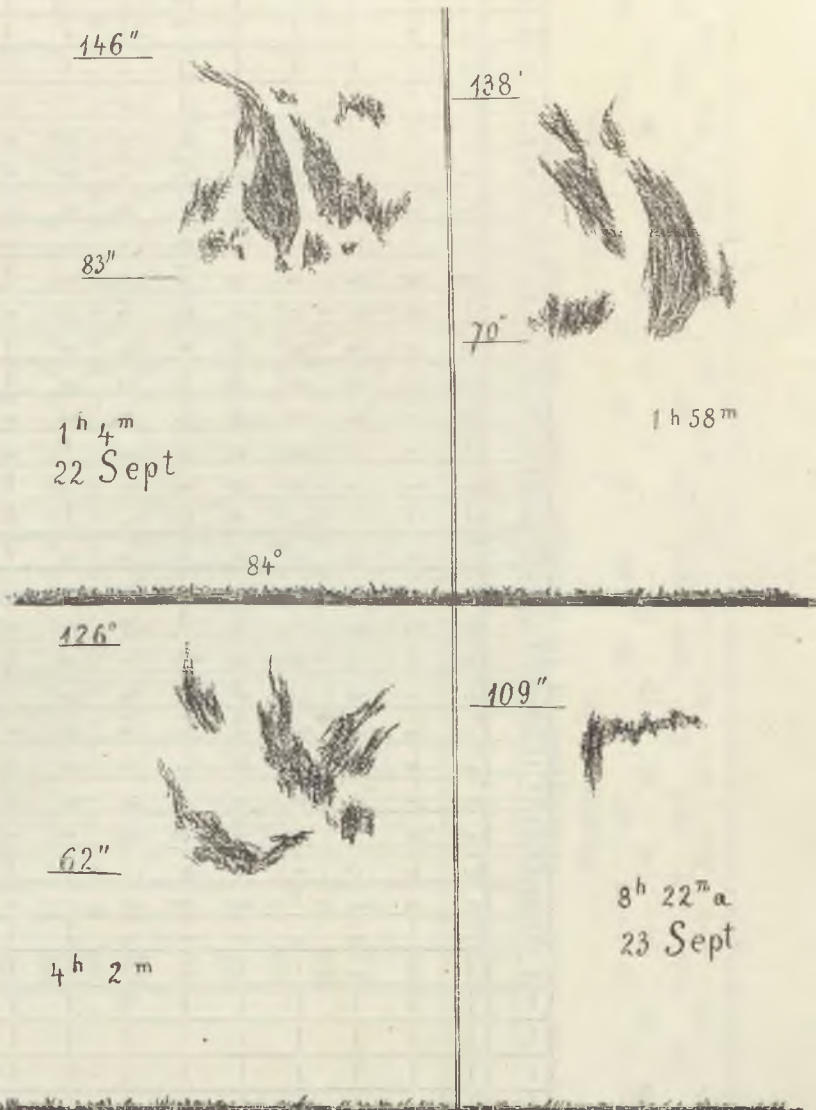 146"
83"
1ʰ 4ᵐ
22 Sept
84°
138'
70"
1 h 58ᵐ
126°
62"
4ʰ 2ᵐ
109"
8ʰ 22ᵐ a
23 Sept